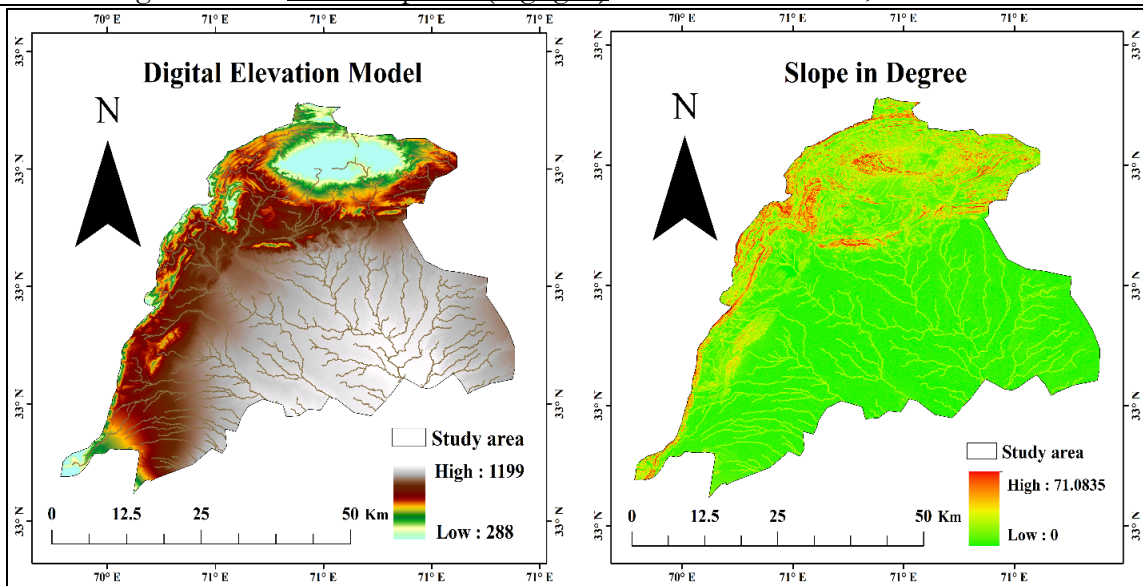 70° E 71° E 71° E 71° E 71° E
33° N 33° N 33° N 33° N 33° N
Digital Elevation Model
N
Study area
High : 1199
Low : 288
0 12.5 25 50 Km
33° N 33° N 33° N 33° N 33° N
70° E 71° E 71° E 71° E 71° E
70° E 71° E 71° E 71° E
33° N 33° N 33° N 33° N 33° N
Slope in Degree
N
Study area
High : 71.0835
Low : 0
0 12.5 25 50 Km
33° N 33° N 33° N 33° N 33° N
70° E 71° E 71° E 71° E